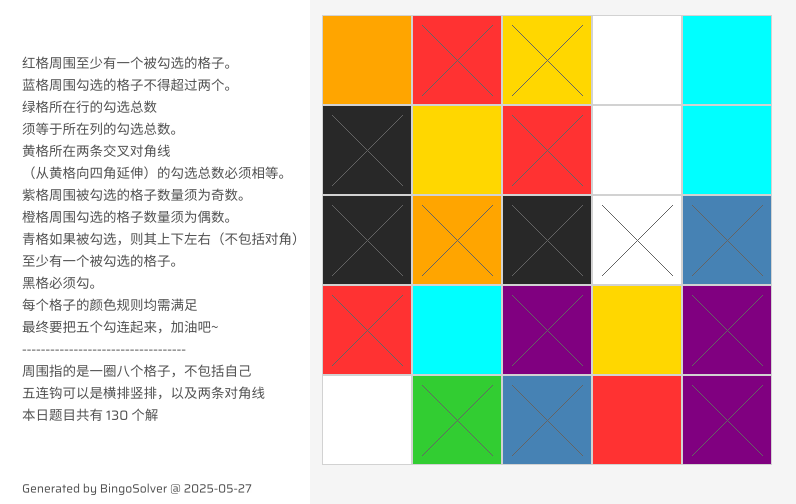 红格周围至少有一个被勾选的格子。
蓝格周围勾选的格子不得超过两个。
绿格所在行的勾选总数
须等于所在列的勾选总数。
黄格所在两条交叉对角线
（从黄格向四角延伸）的勾选总数必须相等。
紫格周围被勾选的格子数量须为奇数。
橙格周围勾选的格子数量须为偶数。
青格如果被勾选，则其上下左右（不包括对角）
至少有一个被勾选的格子。
黑格必须勾。
每个格子的颜色规则均需满足
最终要把五个勾连起来，加油吧~
-----------------------------------
周围指的是一圈八个格子，不包括自己
五连钩可以是横排竖排，以及两条对角线
本日题目共有 130 个解
Generated by BingoSolver @ 2025-05-27